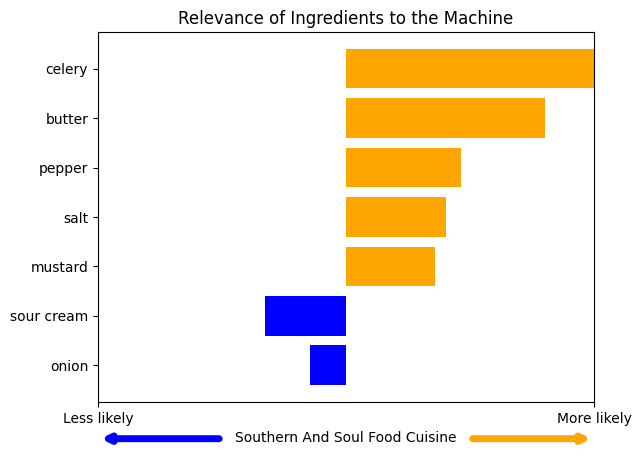 Relevance of Ingredients to the Machine
celery
butter
pepper
salt
mustard
sour cream
onion
Less likely
More likely
Southern And Soul Food Cuisine